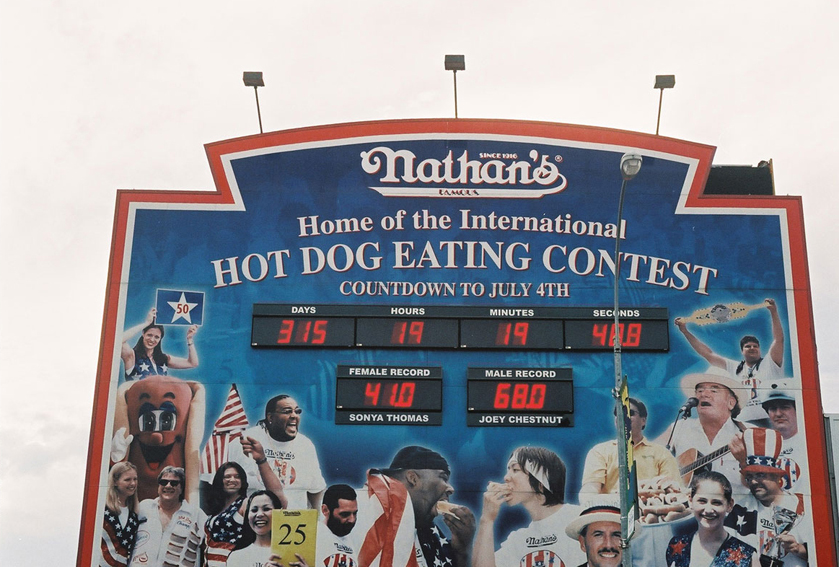 SINCE 1916
Nathan's®
FAMOUS
Home of the International
HOT DOG EATING CONTEST
COUNTDOWN TO JULY 4TH
DAYS HOURS MINUTES SECONDS
315 19 19
FEMALE RECORD MALE RECORD
41.0 68.0
SONYA THOMAS JOEY CHESTNUT
50
25
Nathan's